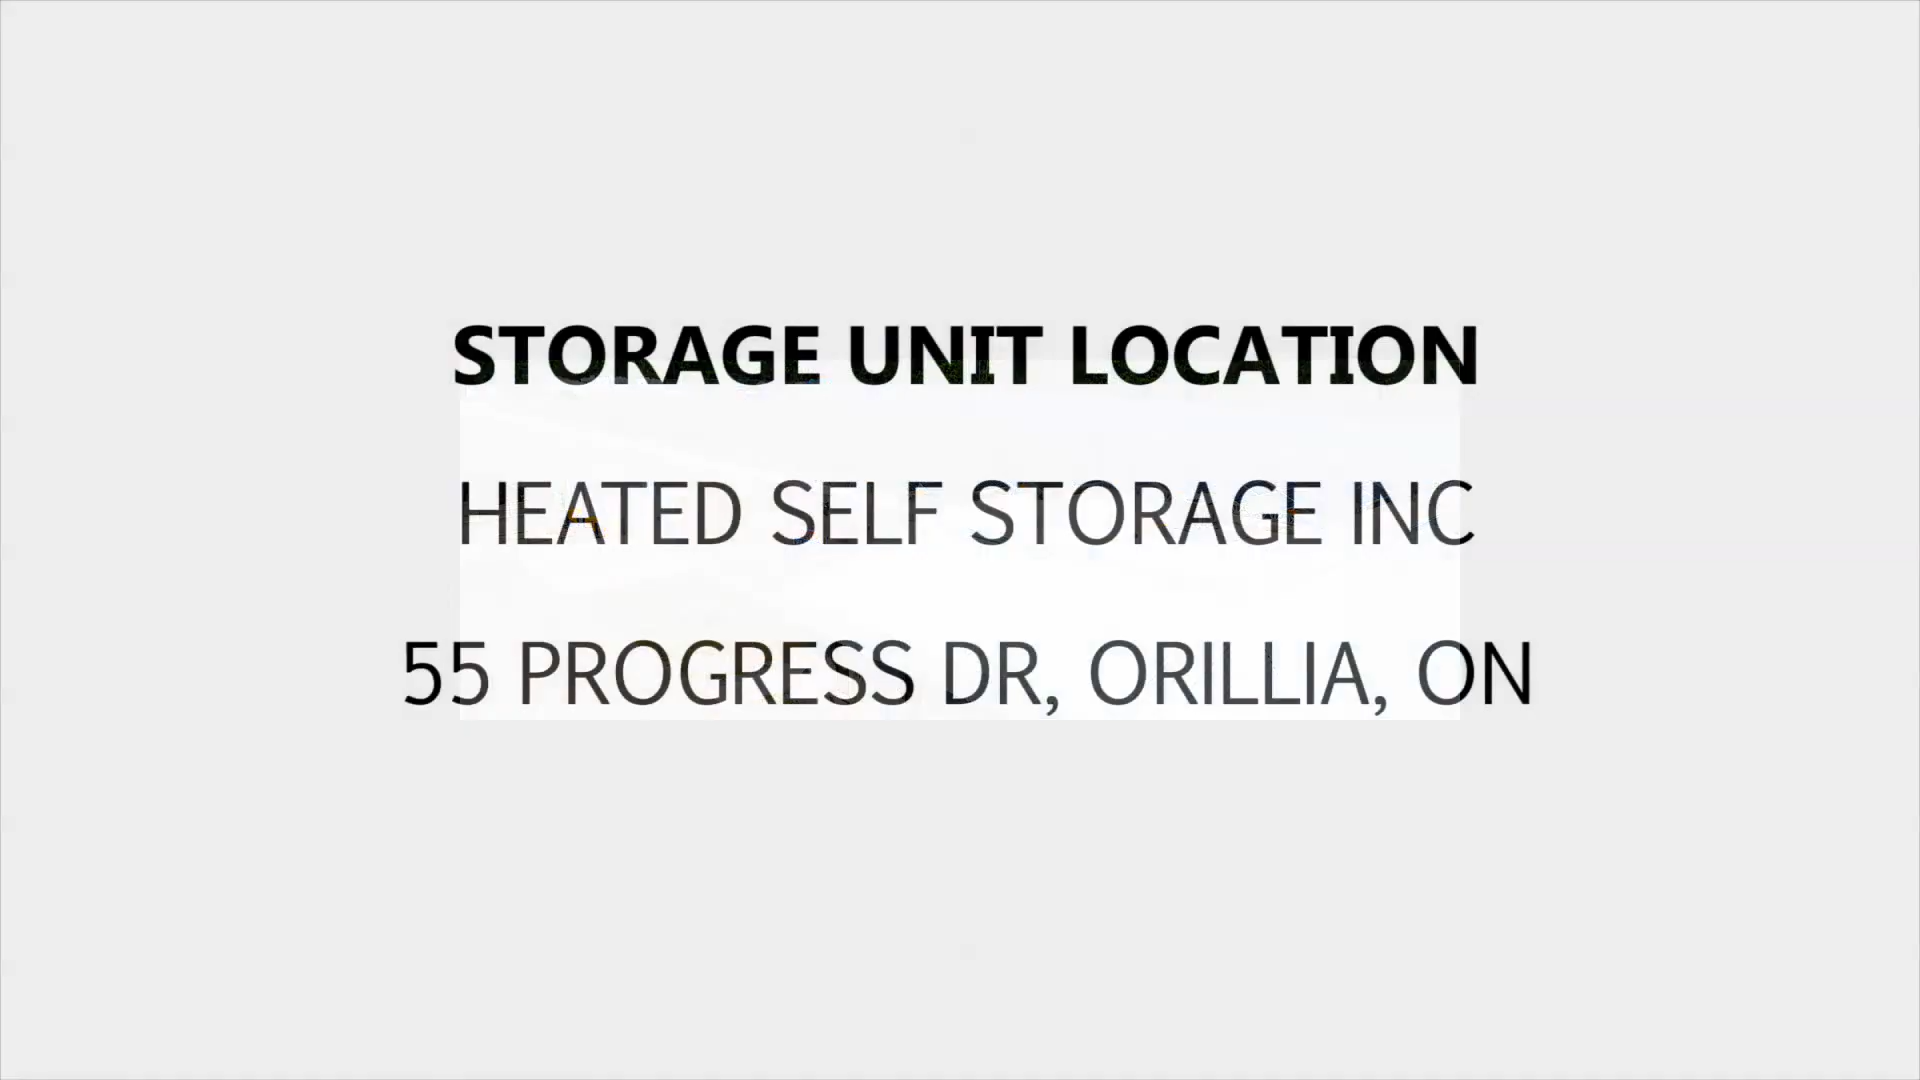 STORAGE UNIT LOCATION
HEATED SELF STORAGE INC
55 PROGRESS DR, ORILLIA, ON